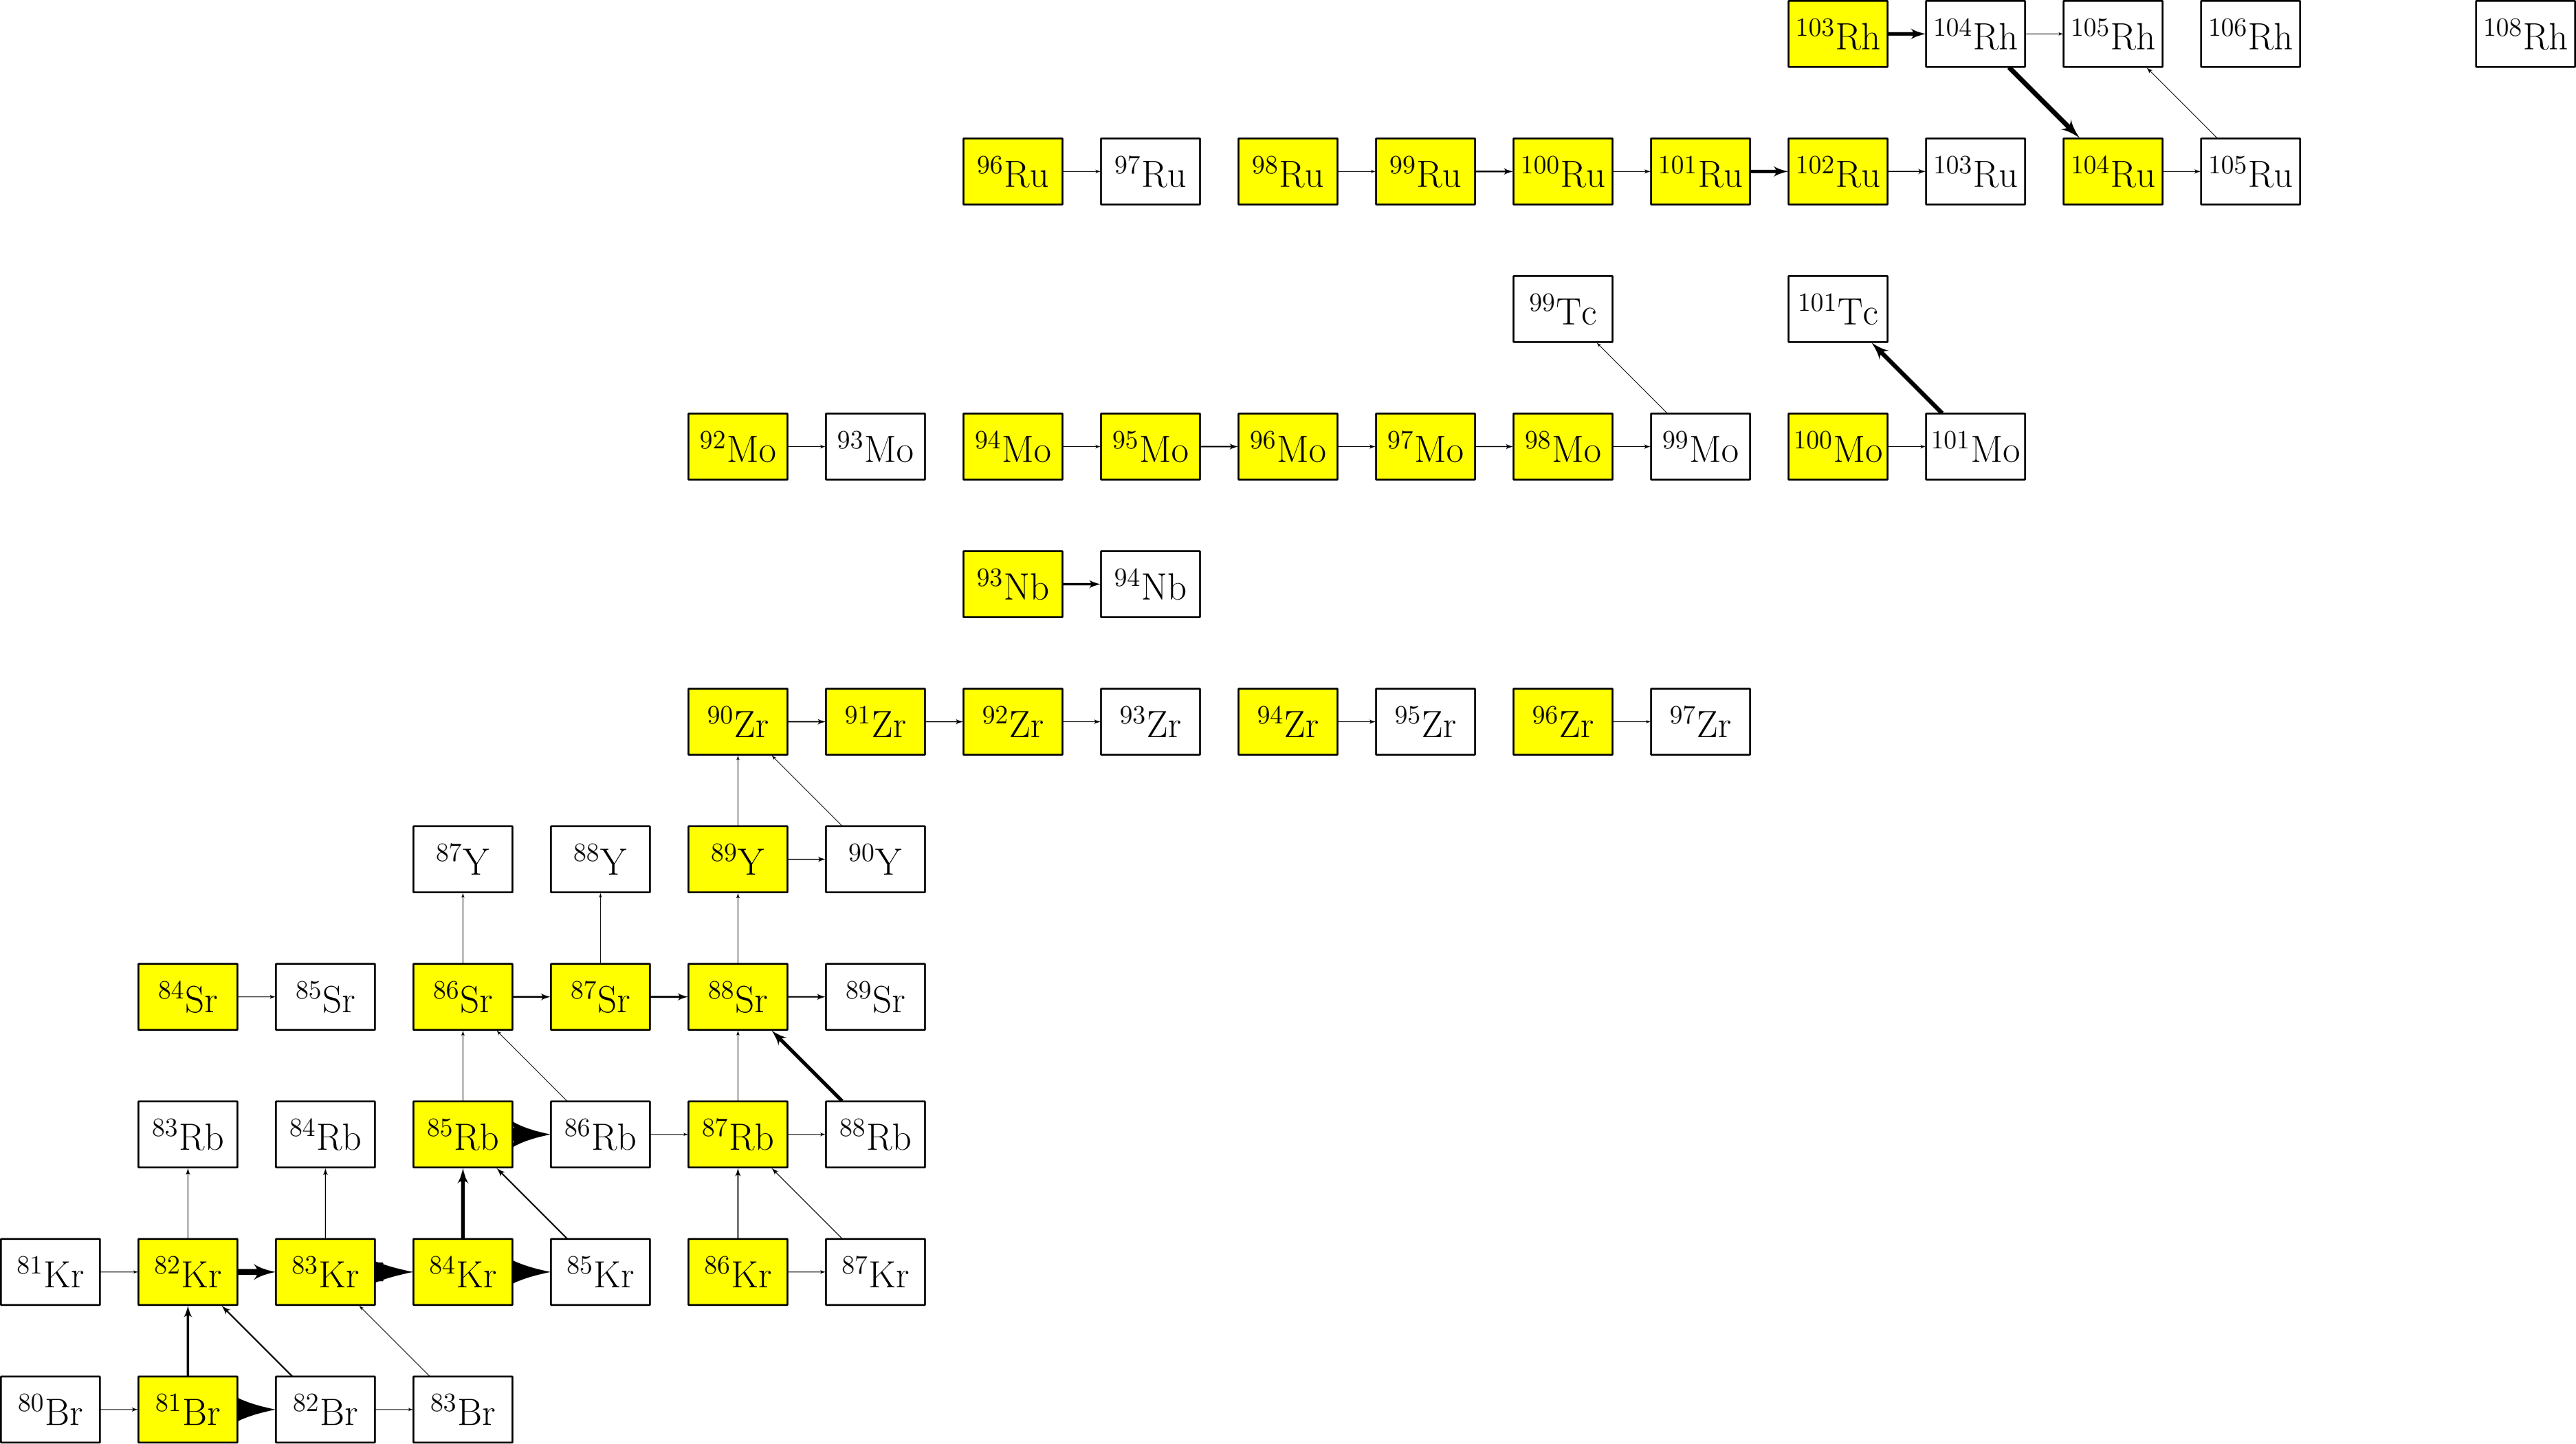 ¹⁰³Rh ¹⁰⁴Rh ¹⁰⁵Rh ¹⁰⁶Rh ¹⁰⁸Rh
⁹⁶Ru ⁹⁷Ru ⁹⁸Ru ⁹⁹Ru ¹⁰⁰Ru ¹⁰¹Ru ¹⁰²Ru ¹⁰³Ru ¹⁰⁴Ru ¹⁰⁵Ru
⁹⁹Tc ¹⁰¹Tc
⁹²Mo ⁹³Mo ⁹⁴Mo ⁹⁵Mo ⁹⁶Mo ⁹⁷Mo ⁹⁸Mo ⁹⁹Mo ¹⁰⁰Mo ¹⁰¹Mo
⁹³Nb ⁹⁴Nb
⁹⁰Zr ⁹¹Zr ⁹²Zr ⁹³Zr ⁹⁴Zr ⁹⁵Zr ⁹⁶Zr ⁹⁷Zr
⁸⁷Y ⁸⁸Y ⁸⁹Y ⁹⁰Y
⁸⁴Sr ⁸⁵Sr ⁸⁶Sr ⁸⁷Sr ⁸⁸Sr ⁸⁹Sr
⁸³Rb ⁸⁴Rb ⁸⁵Rb ⁸⁶Rb ⁸⁷Rb ⁸⁸Rb
⁸¹Kr ⁸²Kr ⁸³Kr ⁸⁴Kr ⁸⁵Kr ⁸⁶Kr ⁸⁷Kr
⁸⁰Br ⁸¹Br ⁸²Br ⁸³Br